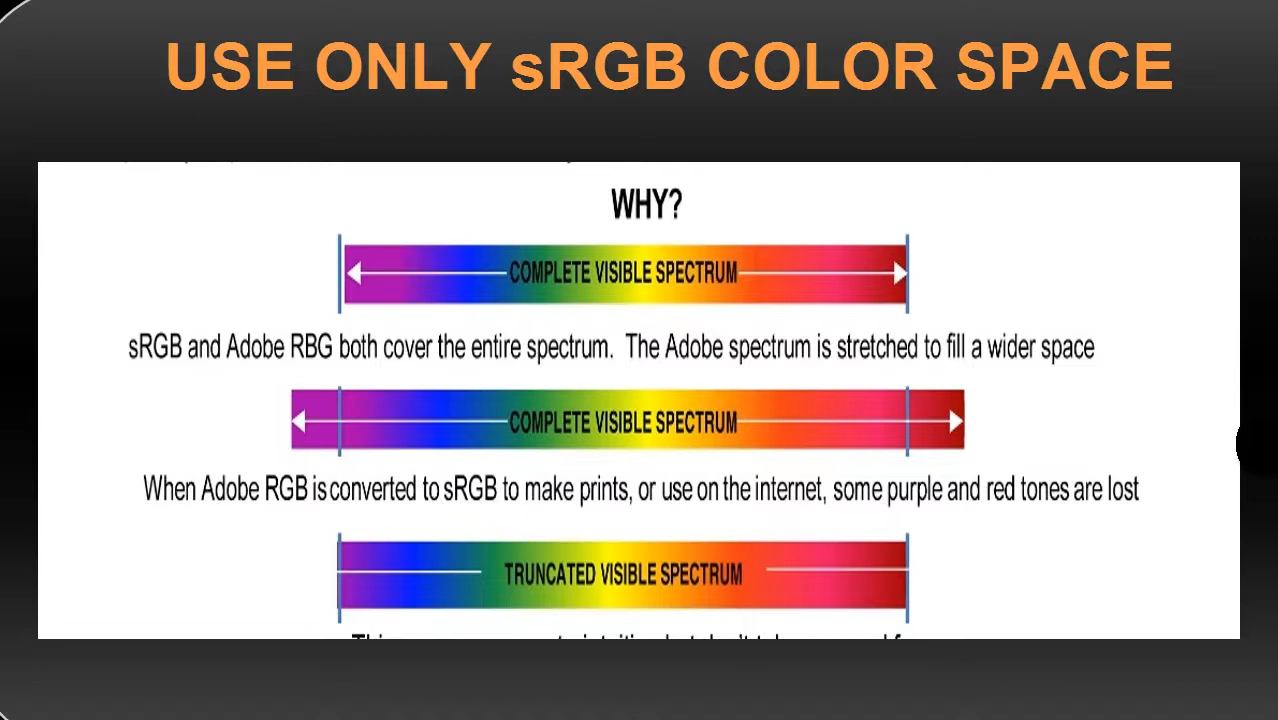 USE ONLY sRGB COLOR SPACE
WHY?
COMPLETE VISIBLE SPECTRUM
sRGB and Adobe RBG both cover the entire spectrum. The Adobe spectrum is stretched to fill a wider space
COMPLETE VISIBLE SPECTRUM
When Adobe RGB is converted to sRGB to make prints, or use on the internet, some purple and red tones are lost
TRUNCATED VISIBLE SPECTRUM